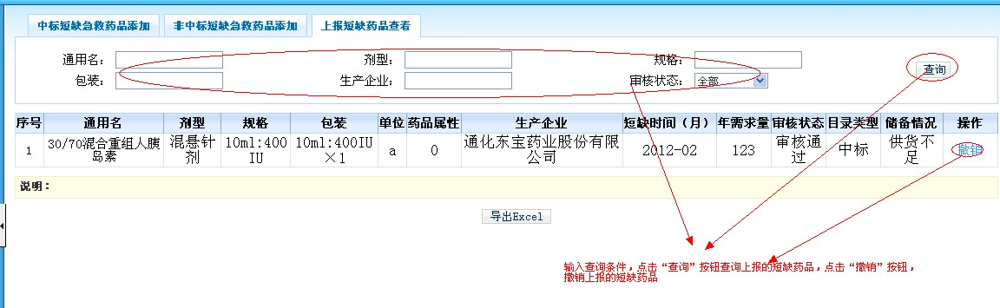 中标短缺急救药品添加 非中标短缺急救药品添加 上报短缺药品查看
通用名： 剂型： 规格：
包装： 生产企业： 审核状态： 全部 查询
序号 通用名 剂型 规格 包装 单位 药品属性 生产企业 短缺时间（月） 年需求量 审核状态 目录类型 储备情况 操作
1 30/70混合重组人胰岛素 混悬针剂 10ml:400IU 10ml:400IU×1 a 0 通化东宝药业股份有限公司 2012-02 123 审核通过 中标 供货不足 撤销
说明：
导出Excel
输入查询条件，点击“查询”按钮查询上报的短缺药品，点击“撤销”按钮，
撤销上报的短缺药品